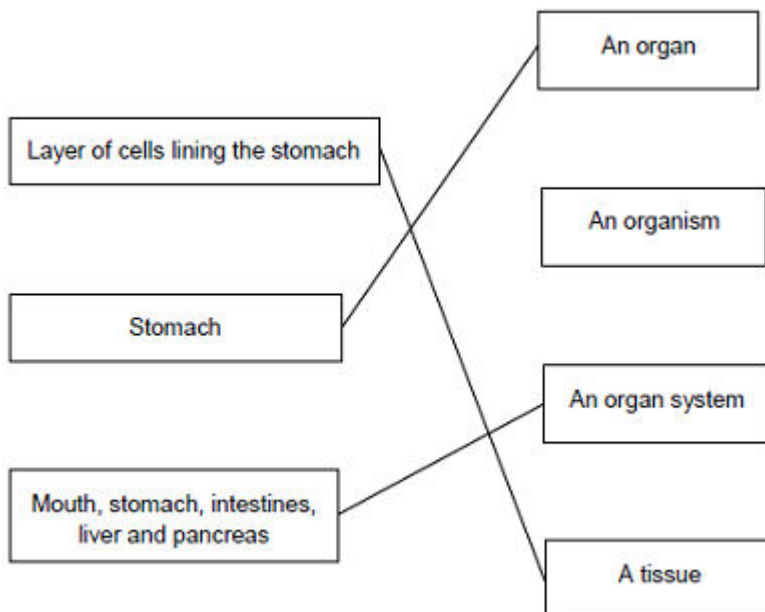 An organ
Layer of cells lining the stomach
An organism
Stomach
An organ system
Mouth, stomach, intestines,
liver and pancreas
A tissue